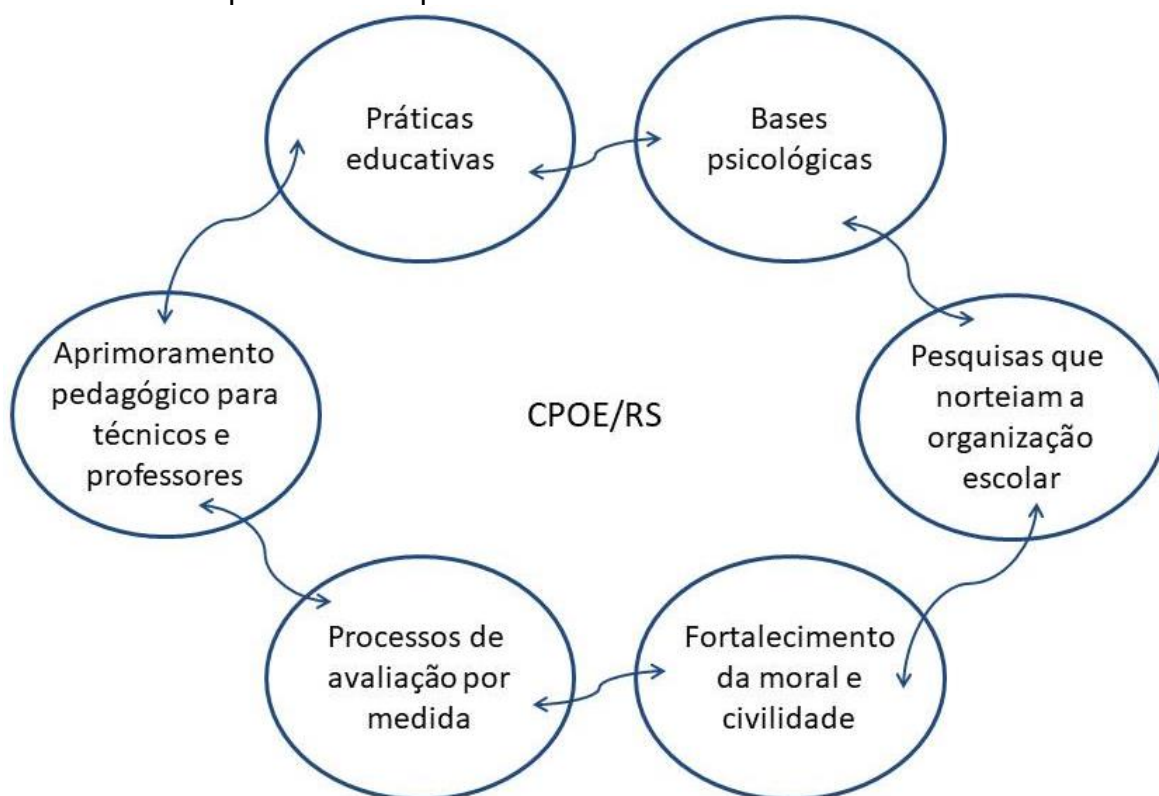 Práticas
educativas
Bases
psicológicas
Aprimoramento
pedagógico para
técnicos e
professores
CPOE/RS
Pesquisas que
norteiam a
organização
escolar
Processos de
avaliação por
medida
Fortalecimento
da moral e
civilidade